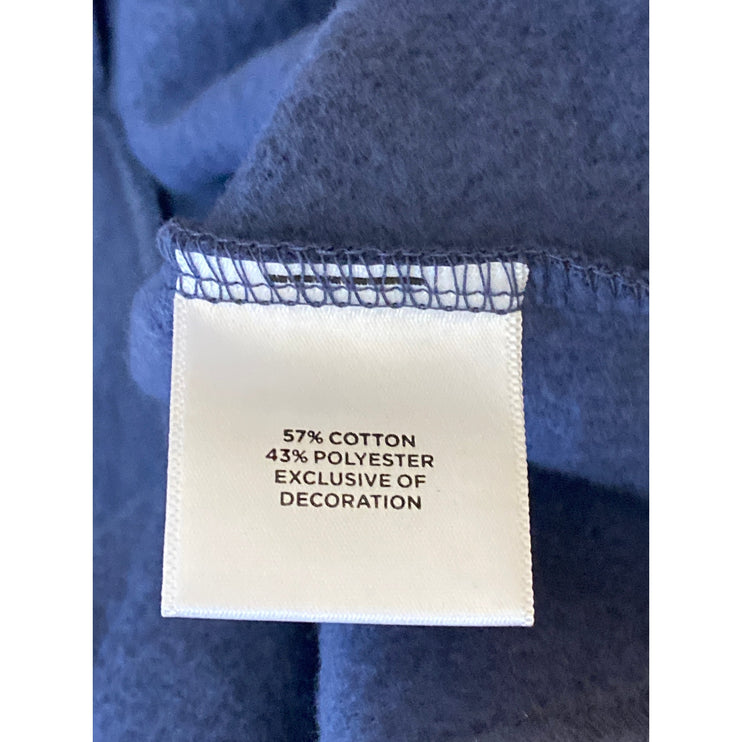 57% COTTON
43% POLYESTER
EXCLUSIVE OF
DECORATION